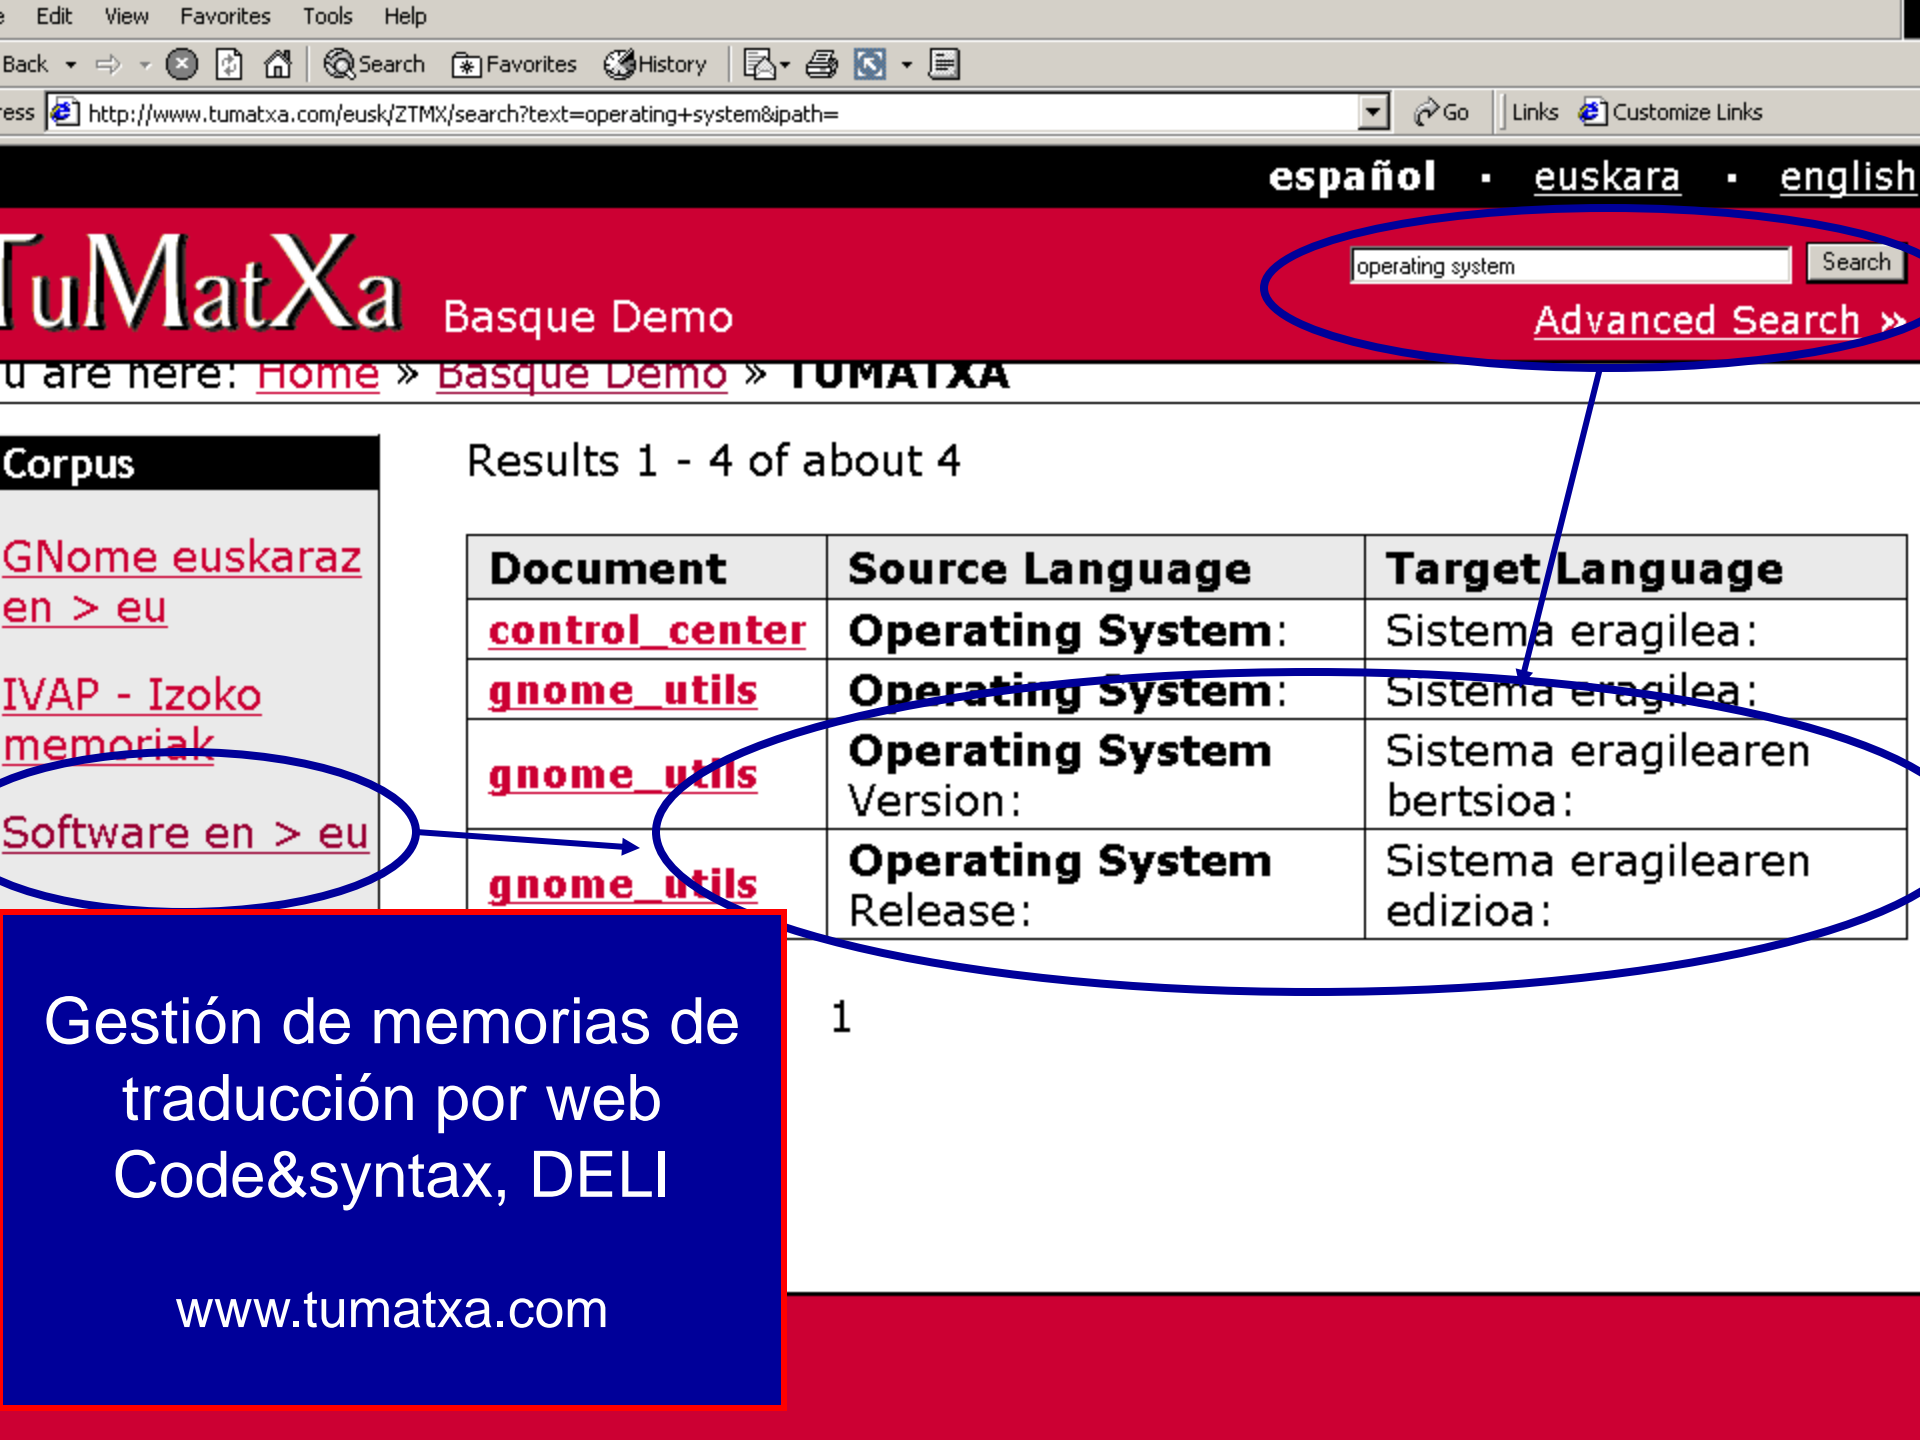 Edit View Favorites Tools Help
Back Search Favorites History
http://www.tumatxa.com/eusk/ZTMX/search?text=operating+system&ipath= Go Links Customize Links
español · euskara · english
TuMatXa Basque Demo
operating system Search
Advanced Search »
u are here: Home » Basque Demo » TUMATXA
Corpus
GNome euskaraz
en > eu
IVAP - Izoko
memoriak
Software en > eu
Results 1 - 4 of about 4
Document Source Language Target Language
control_center Operating System: Sistema eragilea:
gnome_utils Operating System: Sistema eragilea:
gnome_utils Operating System Version: Sistema eragilearen bertsioa:
gnome_utils Operating System Release: Sistema eragilearen edizioa:
1
Gestión de memorias de
traducción por web
Code&syntax, DELI
www.tumatxa.com